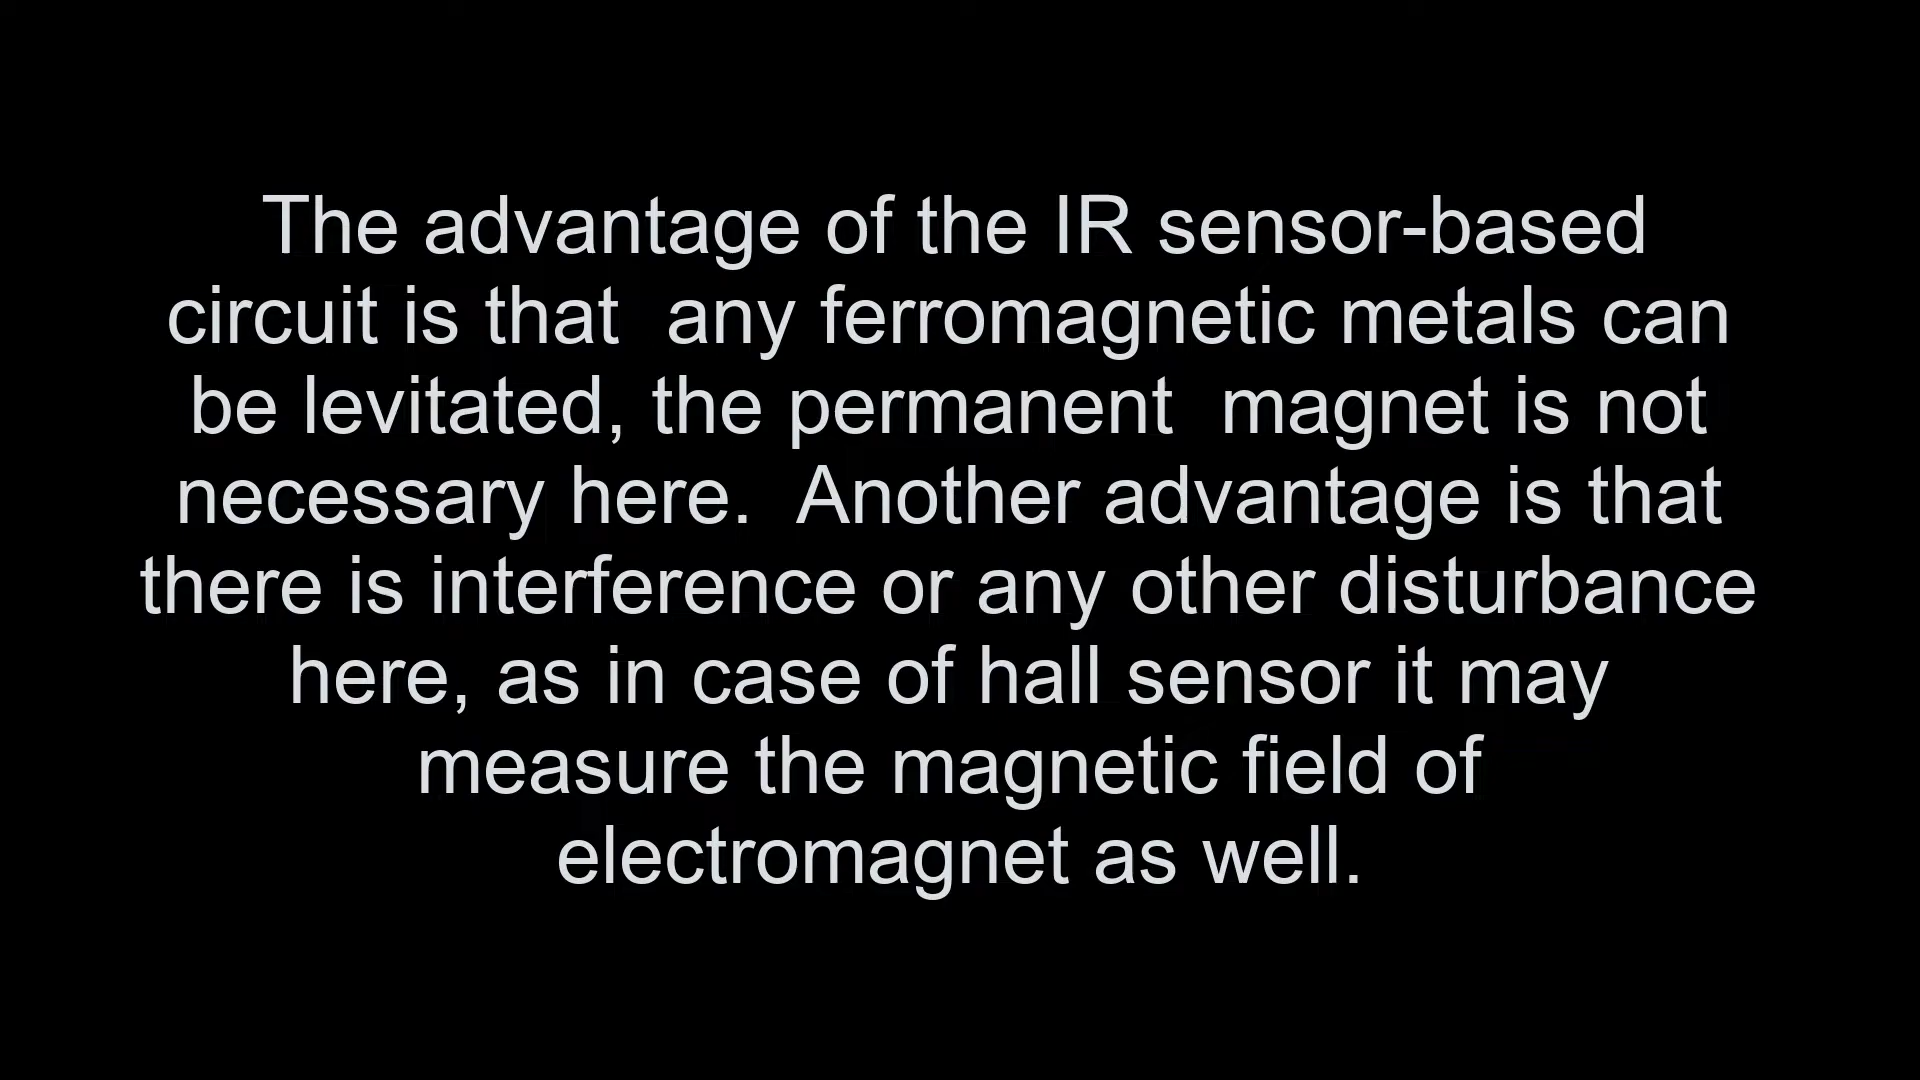 The advantage of the IR sensor-based
circuit is that  any ferromagnetic metals can
be levitated, the permanent  magnet is not
necessary here.  Another advantage is that
there is interference or any other disturbance
here, as in case of hall sensor it may
measure the magnetic field of
electromagnet as well.